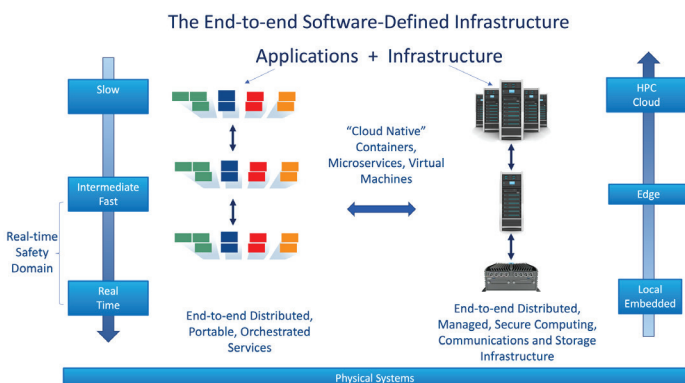 The End-to-end Software-Defined Infrastructure
Applications + Infrastructure
Slow
Intermediate
Fast
Real-time
Safety
Domain
Real
Time
"Cloud Native"
Containers,
Microservices, Virtual
Machines
HPC
Cloud
Edge
Local
Embedded
End-to-end Distributed,
Portable, Orchestrated
Services
End-to-end Distributed,
Managed, Secure Computing,
Communications and Storage
Infrastructure
Physical Systems